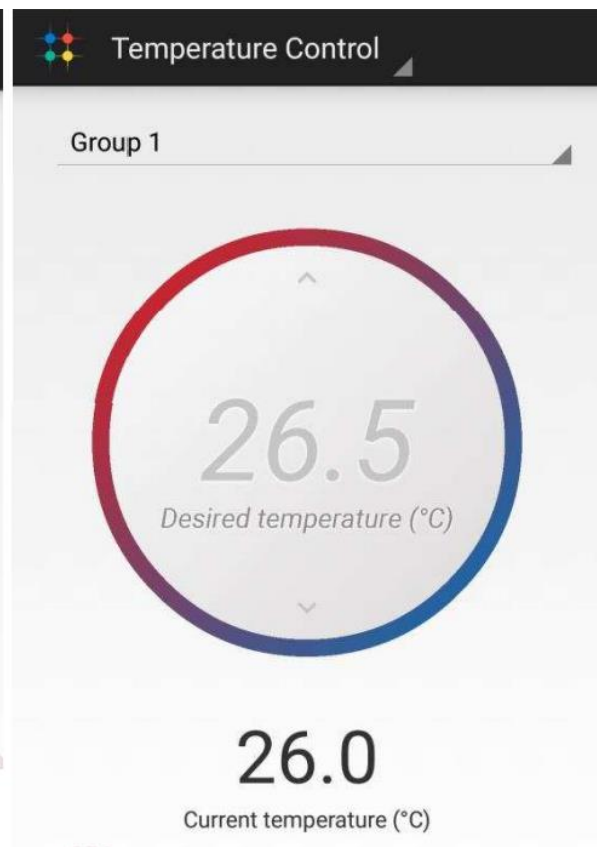 Temperature Control
Group 1
26.5
Desired temperature (°C)
26.0
Current temperature (°C)